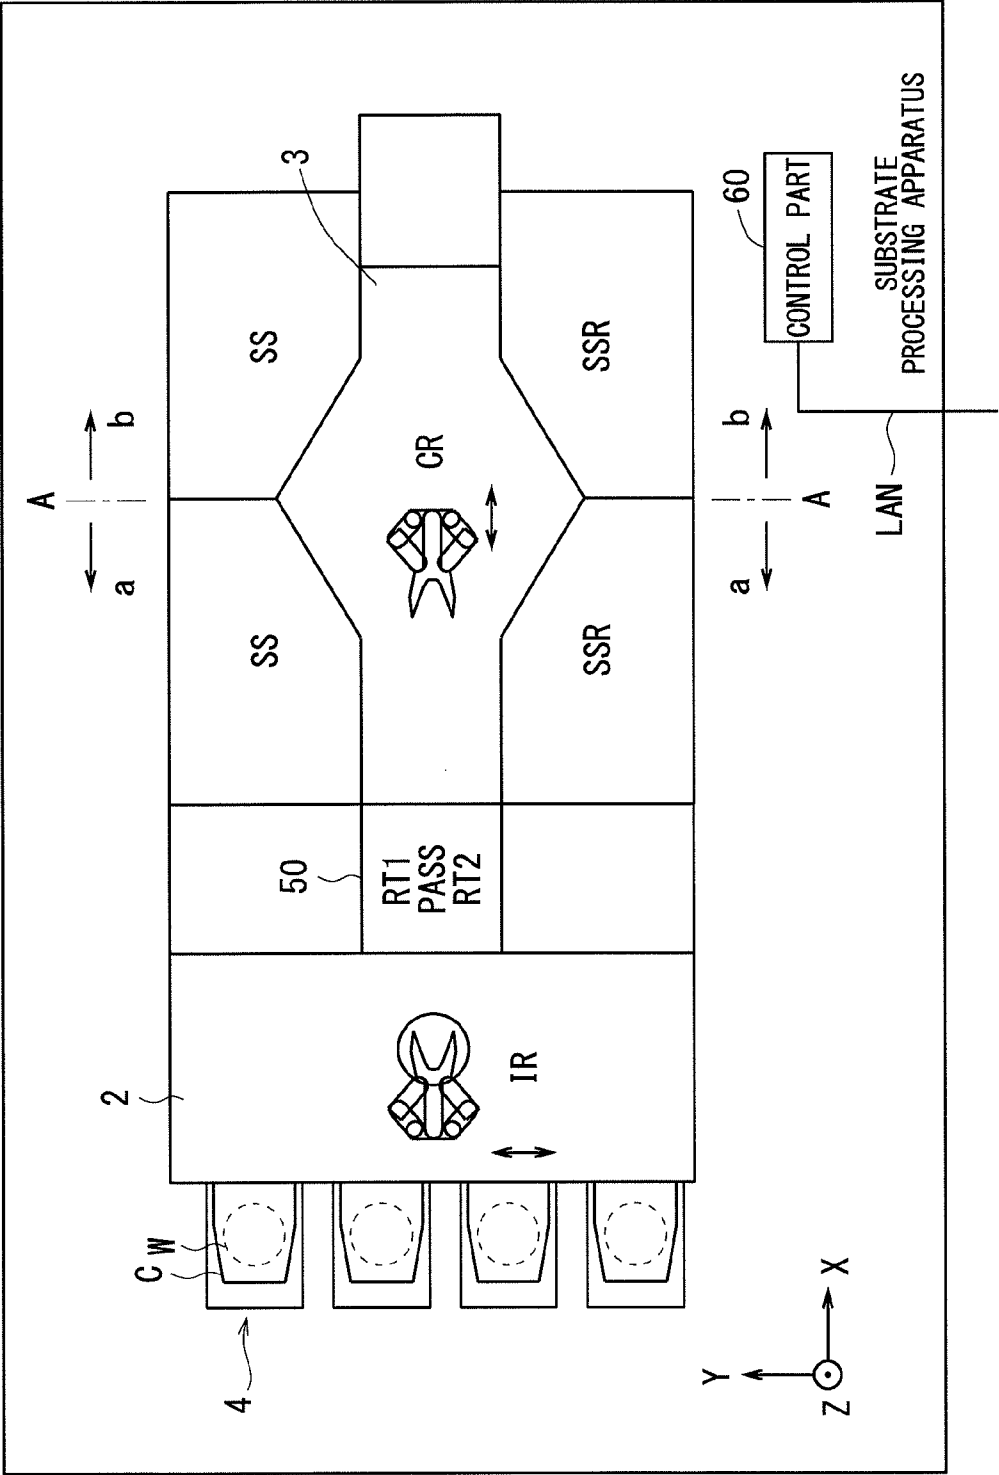 A
2
a
b
C
W
4
SS
SS
50
3
RT1
PASS
RT2
CR
IR
SSR
SSR
Y
a
b
60
CONTROL PART
A
Z
X
LAN
SUBSTRATE
PROCESSING APPARATUS